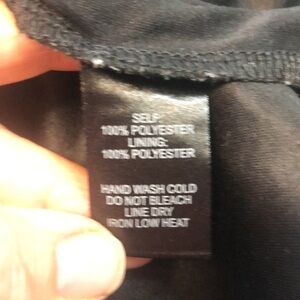 SELF:
100% POLYESTER
LINING:
100% POLYESTER
HAND WASH COLD
DO NOT BLEACH
LINE DRY
IRON LOW HEAT